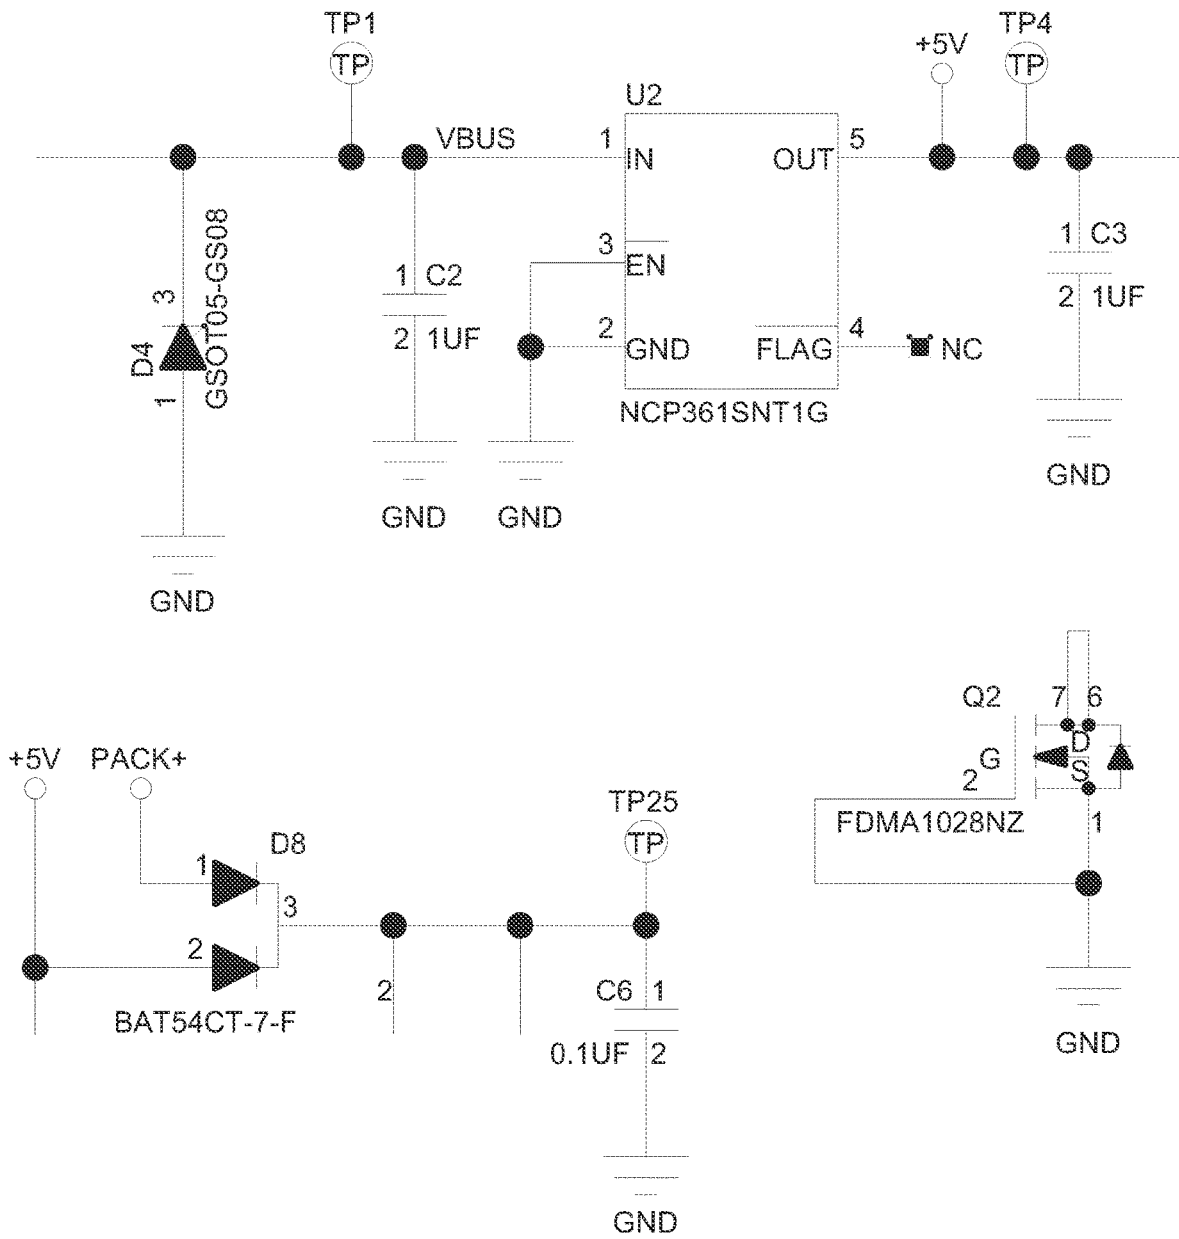 TP1
TP
TP4
TP
+5V
U2
VBUS
1
IN
OUT
5
3
EN
2
GND
FLAG
4
NC
NCP361SNT1G
3
D4
1
GSOT05-GS08
1 C2
2 1UF
1 C3
2 1UF
GND
GND
GND
GND
Q2
7 6
D
G
S
2
FDMA1028NZ
1
GND
+5V
PACK+
D8
1
3
2
BAT54CT-7-F
TP25
TP
2
C6 1
0.1UF 2
GND